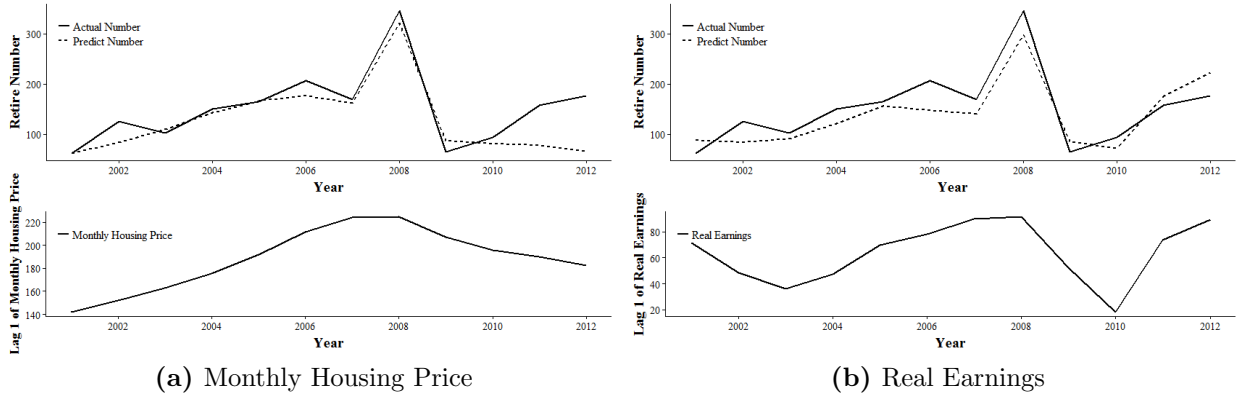 Retire Number
300
200
100
Actual Number
Predict Number
2002 2004 2006 2008 2010 2012
Year
Lag 1 of Monthly Housing Price
220
200
180
160
140
Monthly Housing Price
2002 2004 2006 2008 2010 2012
Year
(a) Monthly Housing Price
Retire Number
300
200
100
Actual Number
Predict Number
2002 2004 2006 2008 2010 2012
Year
Lag 1 of Real Earnings
80
60
40
20
Real Earnings
2002 2004 2006 2008 2010 2012
Year
(b) Real Earnings